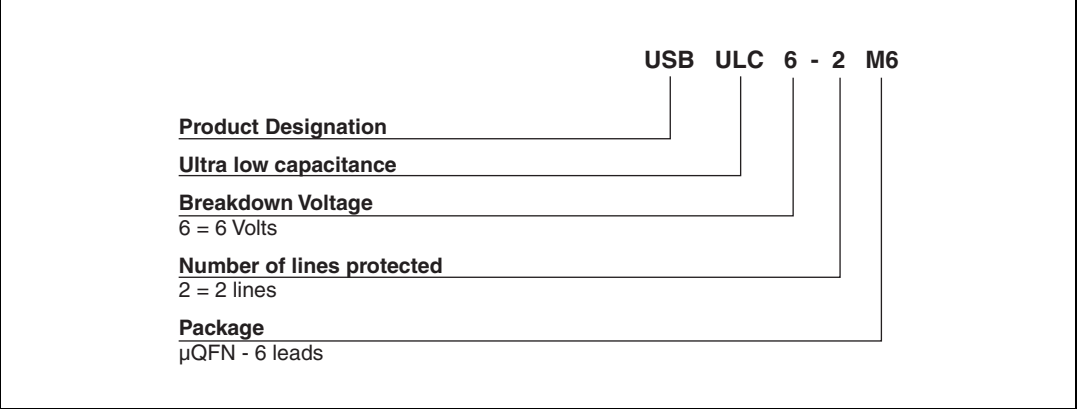 USB ULC 6 - 2 M6
Product Designation
Ultra low capacitance
Breakdown Voltage
6 = 6 Volts
Number of lines protected
2 = 2 lines
Package
µQFN - 6 leads